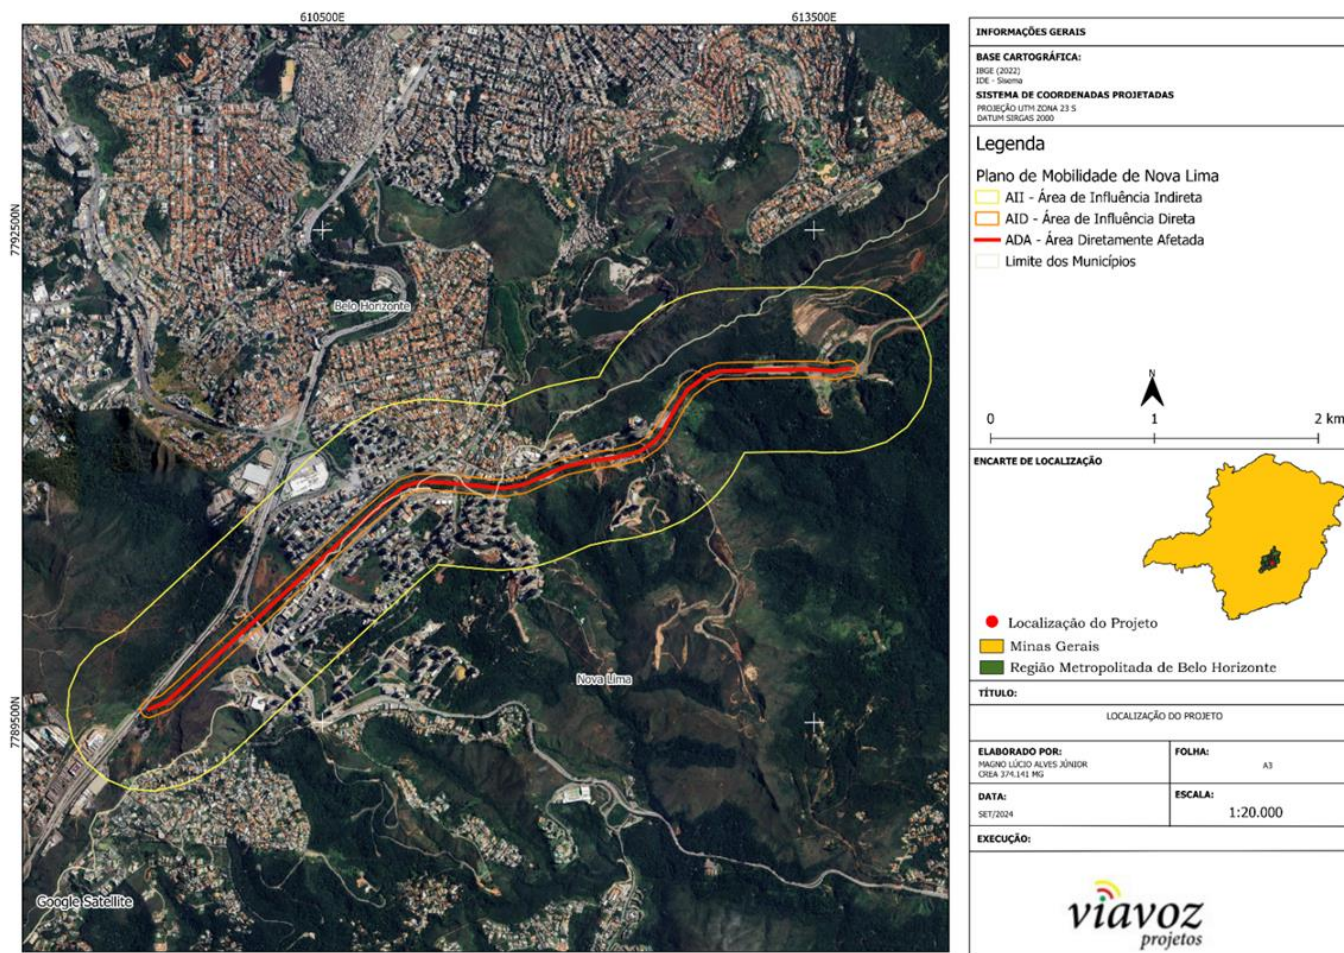 610500E
613500E
7792500N
7789500N
Belo Horizonte
Nova Lima
Google Satellite
INFORMAÇÕES GERAIS
BASE CARTOGRÁFICA:
IBGE (2022)
IDE - Sisema
SISTEMA DE COORDENADAS PROJETADAS
PROJEÇÃO UTM ZONA 23 S
DATUM SIRGAS 2000
Legenda
Plano de Mobilidade de Nova Lima
AII - Área de Influência Indireta
AID - Área de Influência Direta
ADA - Área Diretamente Afetada
Limite dos Municípios
N
0 1 2 km
ENCARTE DE LOCALIZAÇÃO
Localização do Projeto
Minas Gerais
Região Metropolitada de Belo Horizonte
TÍTULO:
LOCALIZAÇÃO DO PROJETO
ELABORADO POR:
MAGNO LÚCIO ALVES JÚNIOR
CREA 374.141 MG
FOLHA:
A3
DATA:
SET/2024
ESCALA:
1:20.000
EXECUÇÃO:
viavoz
projetos